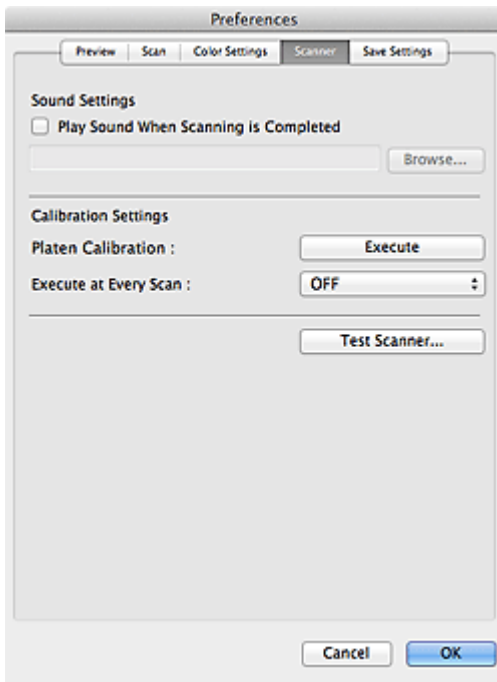 Preferences
Preview Scan Color Settings Scanner Save Settings
Sound Settings
Play Sound When Scanning is Completed
Browse...
Calibration Settings
Platen Calibration : Execute
Execute at Every Scan : OFF
Test Scanner...
Cancel OK